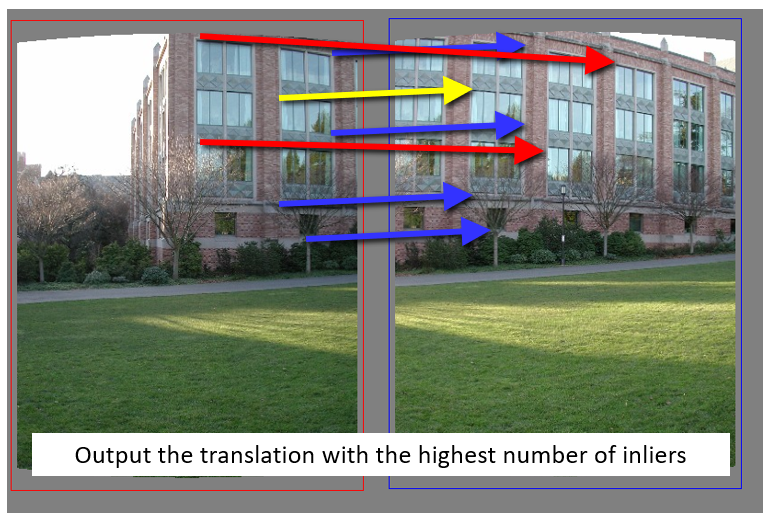 Output the translation with the highest number of inliers